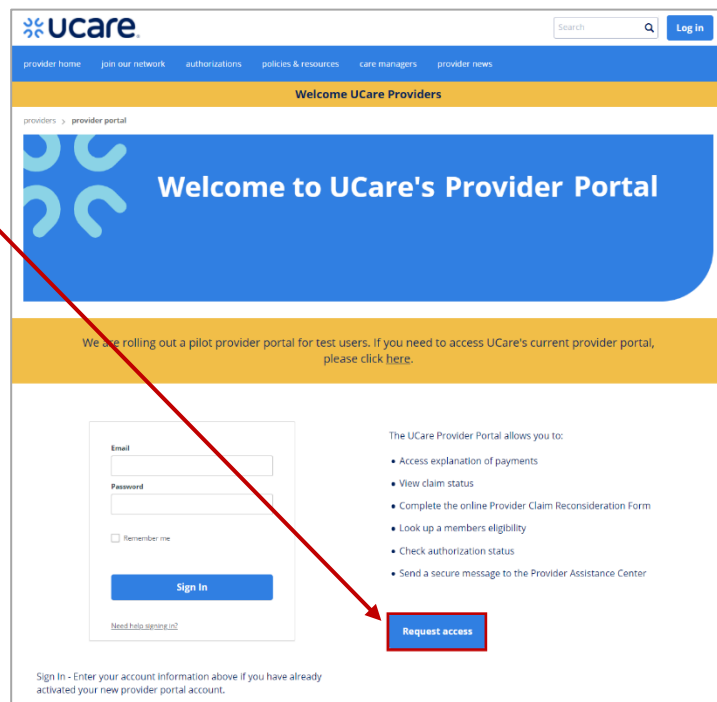 ucare
Search
Log in
provider home join our network authorizations policies & resources care managers provider news
Welcome UCare Providers
providers > provider portal
Welcome to UCare's Provider Portal
We are rolling out a pilot provider portal for test users. If you need to access UCare's current provider portal,
please click here.
Email
Password
Remember me
Sign In
Need help signing in?
The UCare Provider Portal allows you to:
• Access explanation of payments
• View claim status
• Complete the online Provider Claim Reconsideration Form
• Look up a members eligibility
• Check authorization status
• Send a secure message to the Provider Assistance Center
Request access
Sign In - Enter your account information above if you have already
activated your new provider portal account.